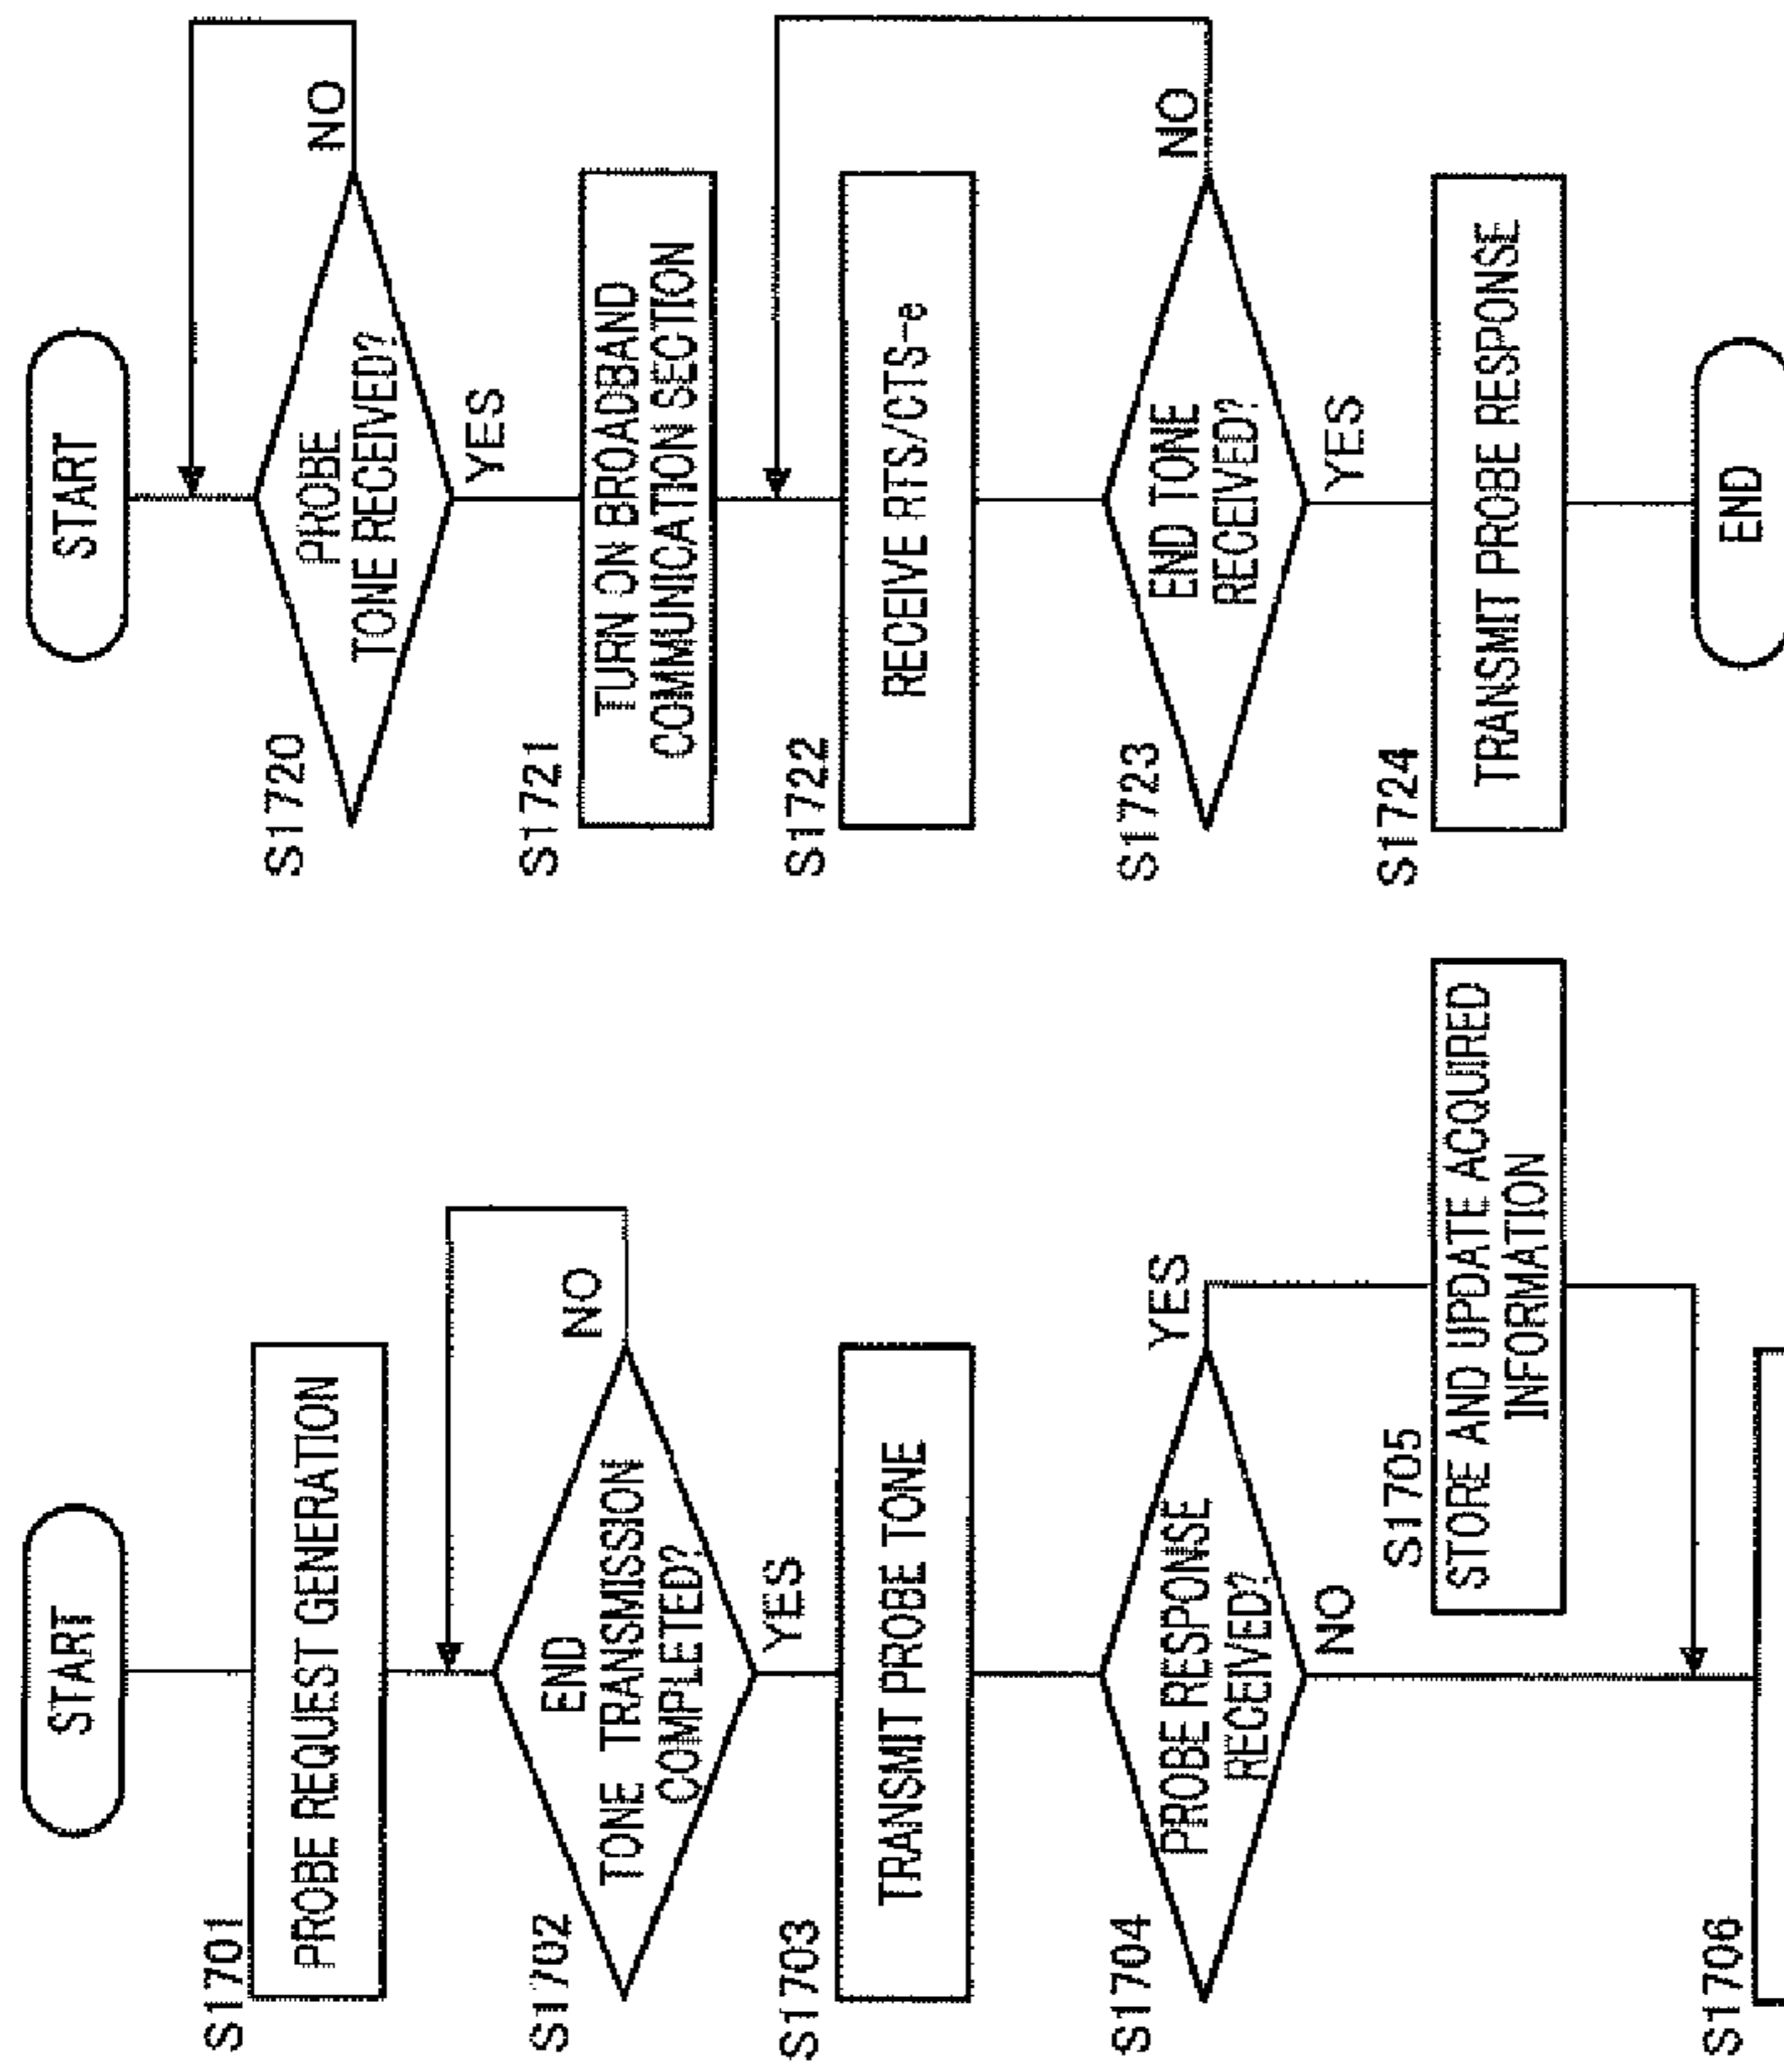 START
S1701
PROBE REQUEST GENERATION
S1702
END
TONE TRANSMISSION
COMPLETED?
NO
YES
S1703
TRANSMIT PROBE TONE
S1704
PROBE RESPONSE
RECEIVED?
YES
NO
S1705
STORE AND UPDATE ACQUIRED
INFORMATION
S1706
START
S1720
PROBE
TONE RECEIVED?
NO
YES
S1721
TURN ON BROADBAND
COMMUNICATION SECTION
S1722
RECEIVE RTS/CTS-e
S1723
END TONE
RECEIVED?
NO
YES
S1724
TRANSMIT PROBE RESPONSE
END